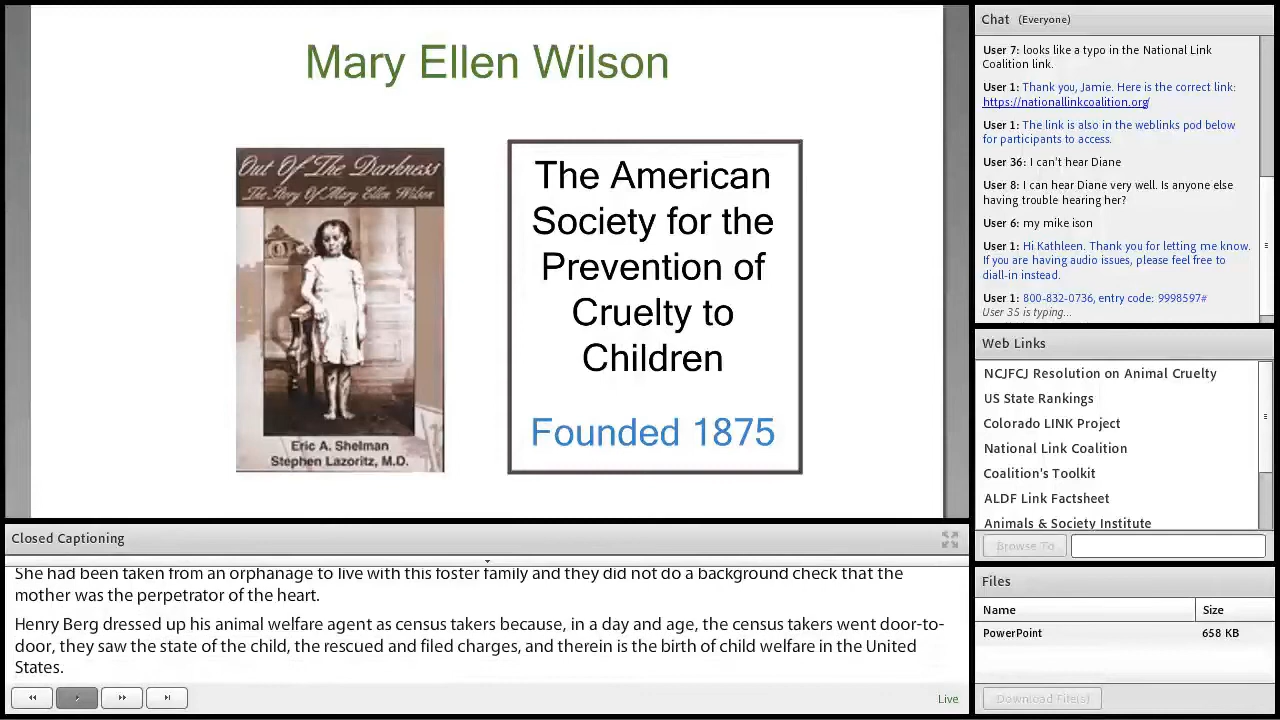 Mary Ellen Wilson
Out Of The Darkness
The Story Of Mary Ellen Wilson
Eric A. Shelman
Stephen Lazoritz, M.D.
The American
Society for the
Prevention of
Cruelty to
Children
Founded 1875
Closed Captioning
She had been taken from an orphanage to live with this foster family and they did not do a background check that the
mother was the perpetrator of the heart.
Henry Berg dressed up his animal welfare agent as census takers because, in a day and age, the census takers went door-to-
door, they saw the state of the child, the rescued and filed charges, and therein is the birth of child welfare in the United
States.
Live
Chat (Everyone)
User 7: looks like a typo in the National Link
Coalition link.
User 1: Thank you, Jamie. Here is the correct link:
https://nationallinkcoalition.org/
User 1: The link is also in the weblinks pod below
for participants to access.
User 36: I can't hear Diane
User 8: I can hear Diane very well. Is anyone else
having trouble hearing her?
User 6: my mike ison
User 1: Hi Kathleen. Thank you for letting me know.
If you are having audio issues, please feel free to
diall-in instead.
User 1: 800-832-0736, entry code: 9998597#
User 35 is typing...
Web Links
NCJFCJ Resolution on Animal Cruelty
US State Rankings
Colorado LINK Project
National Link Coalition
Coalition's Toolkit
ALDF Link Factsheet
Animals & Society Institute
Browse To
Files
Name Size
PowerPoint 658 KB
Download File(s)